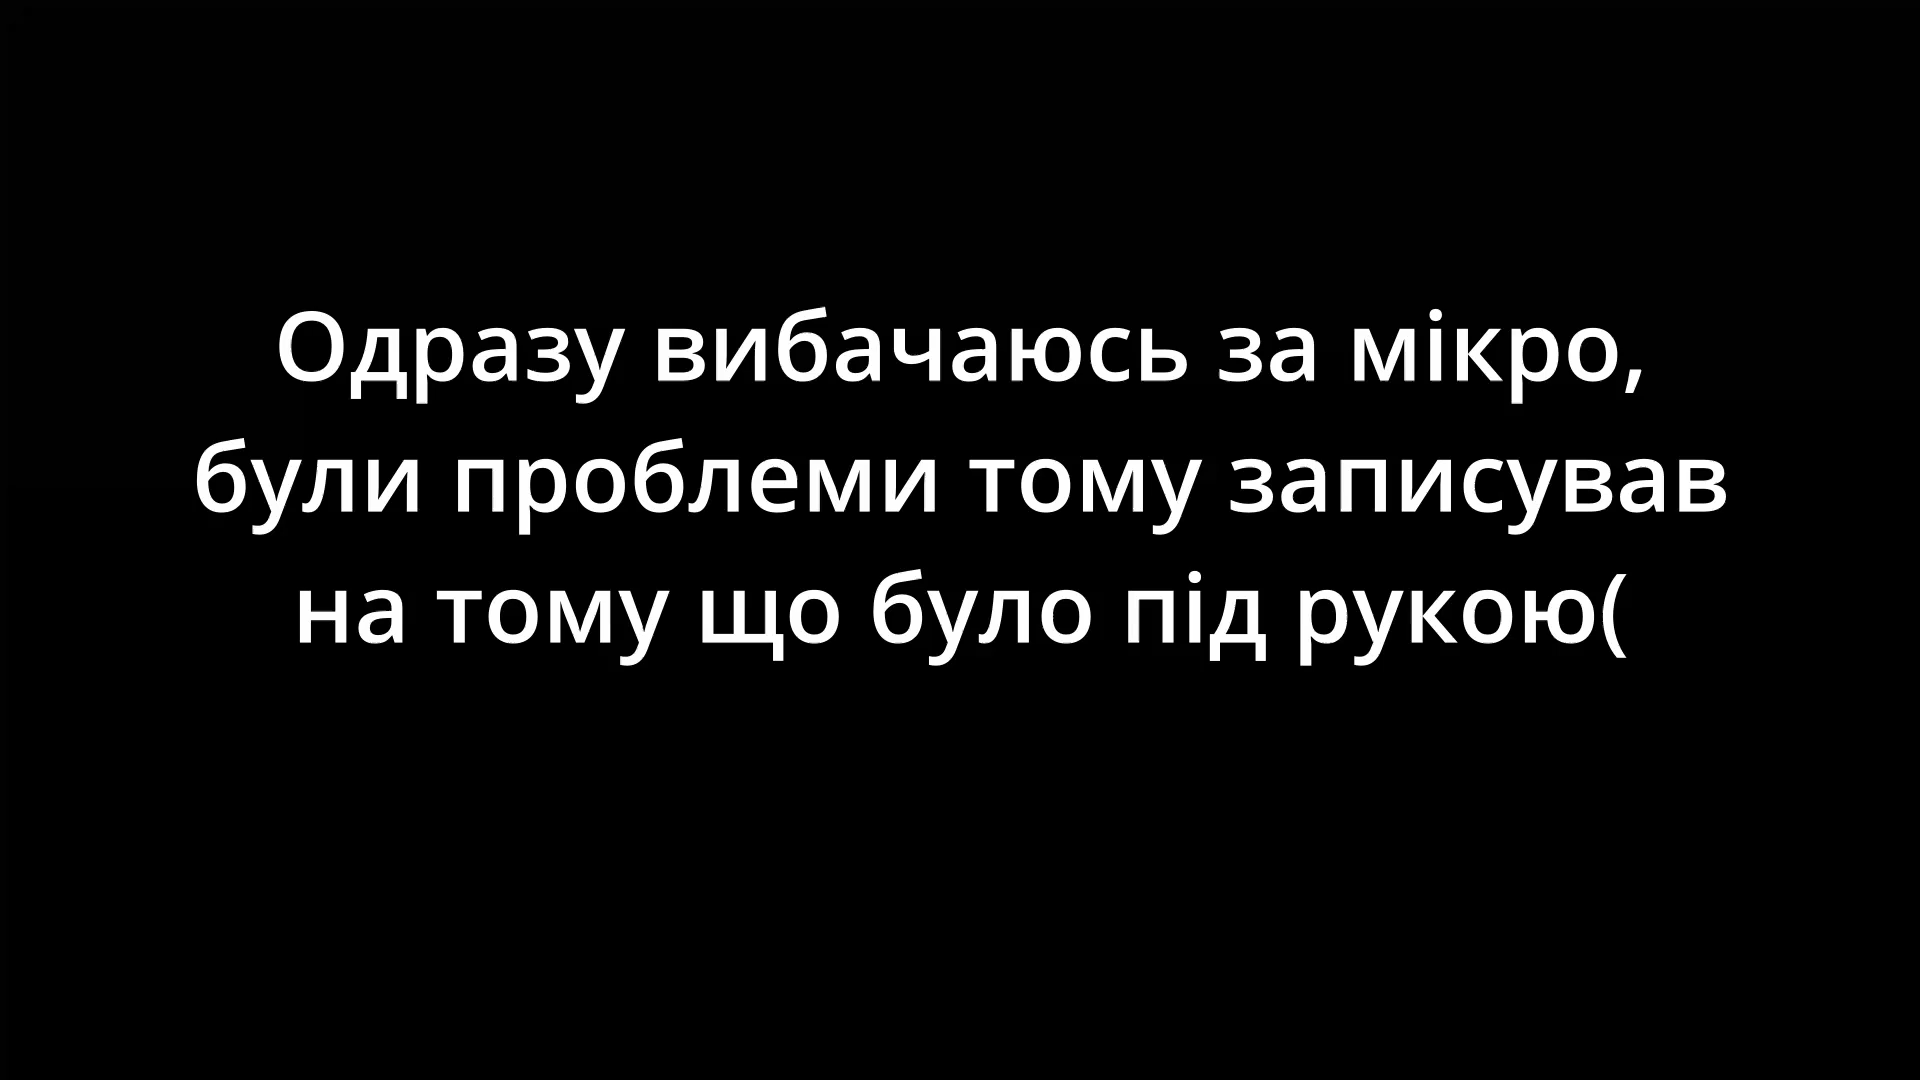 Одразу вибачаюсь за мікро,
були проблеми тому записував
на тому що було під рукою(